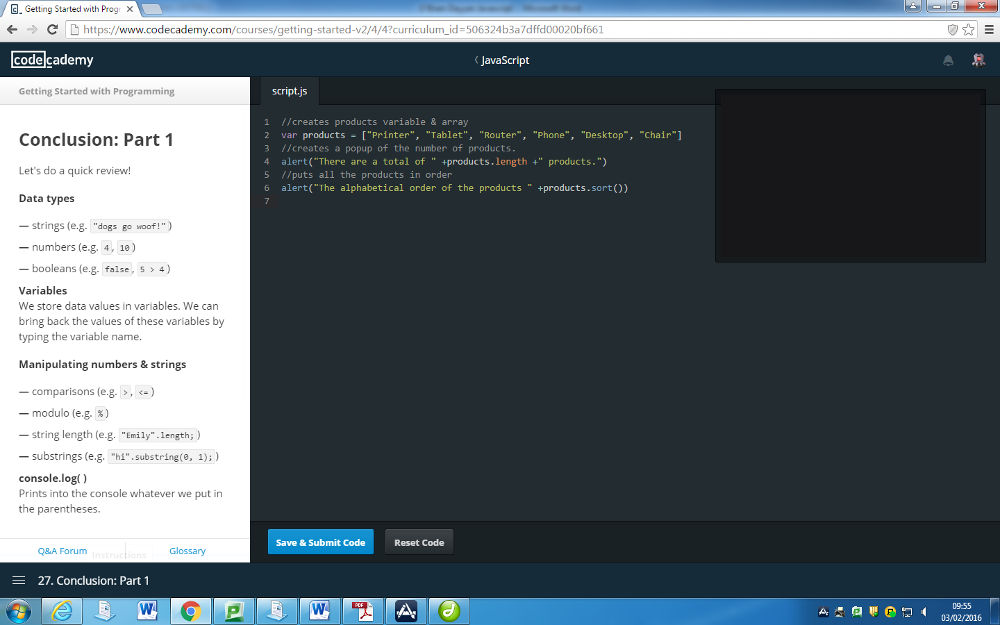 Getting Started with Progr
https://www.codecademy.com/courses/getting-started-v2/4/4?curriculum_id=506324b3a7dffd00020bf661
codecademy
JavaScript
Getting Started with Programming
script.js
Conclusion: Part 1
Let's do a quick review!
Data types
— strings (e.g. "dogs go woof!")
— numbers (e.g. 4, 10)
— booleans (e.g. false, 5 > 4)
Variables
We store data values in variables. We can
bring back the values of these variables by
typing the variable name.
Manipulating numbers & strings
— comparisons (e.g. >, <=)
— modulo (e.g. %)
— string length (e.g. "Emily".length;)
— substrings (e.g. "hi".substring(0, 1);)
console.log( )
Prints into the console whatever we put in
the parentheses.
Q&A Forum
Instructions
Glossary
1 //creates products variable & array
2 var products = ["Printer", "Tablet", "Router", "Phone", "Desktop", "Chair"]
3 //creates a popup of the number of products.
4 alert("There are a total of " +products.length +" products.")
5 //puts all the products in order
6 alert("The alphabetical order of the products " +products.sort())
7
Save & Submit Code
Reset Code
27. Conclusion: Part 1
PDF
09:55
03/02/2016